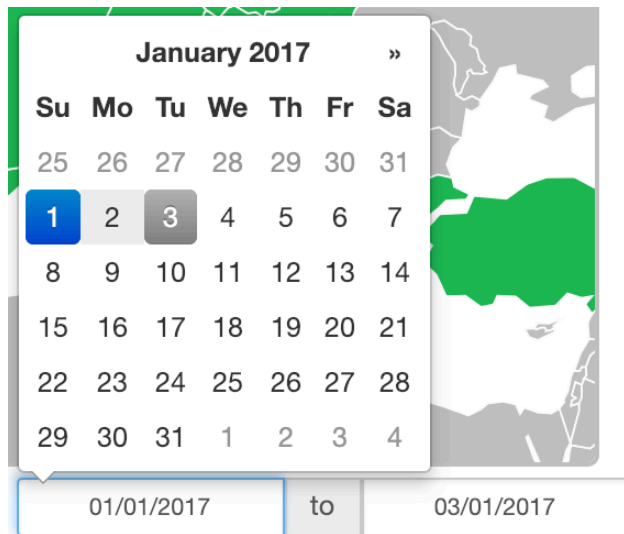 January 2017 »
Su Mo Tu We Th Fr Sa
25 26 27 28 29 30 31
1 2 3 4 5 6 7
8 9 10 11 12 13 14
15 16 17 18 19 20 21
22 23 24 25 26 27 28
29 30 31 1 2 3 4
01/01/2017 to 03/01/2017